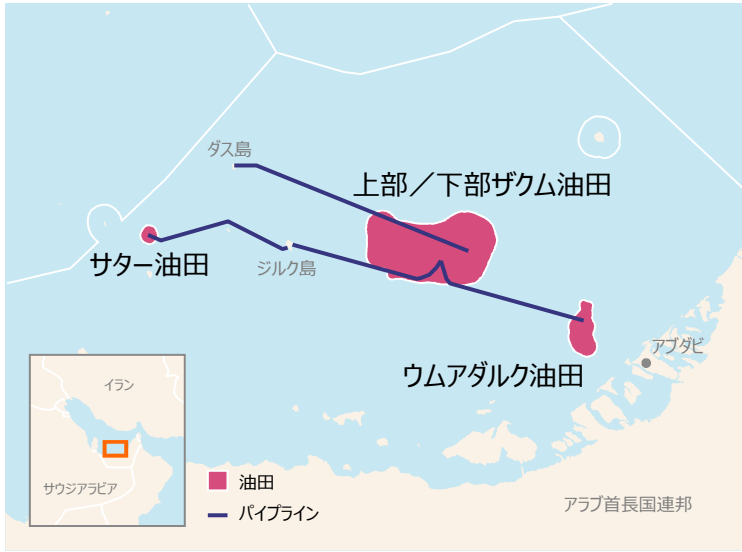 ダス島
上部／下部ザクム油田
サター油田
ジルク島
アブダビ
ウムアダルク油田
イラン
サウジアラビア
油田
パイプライン
アラブ首長国連邦